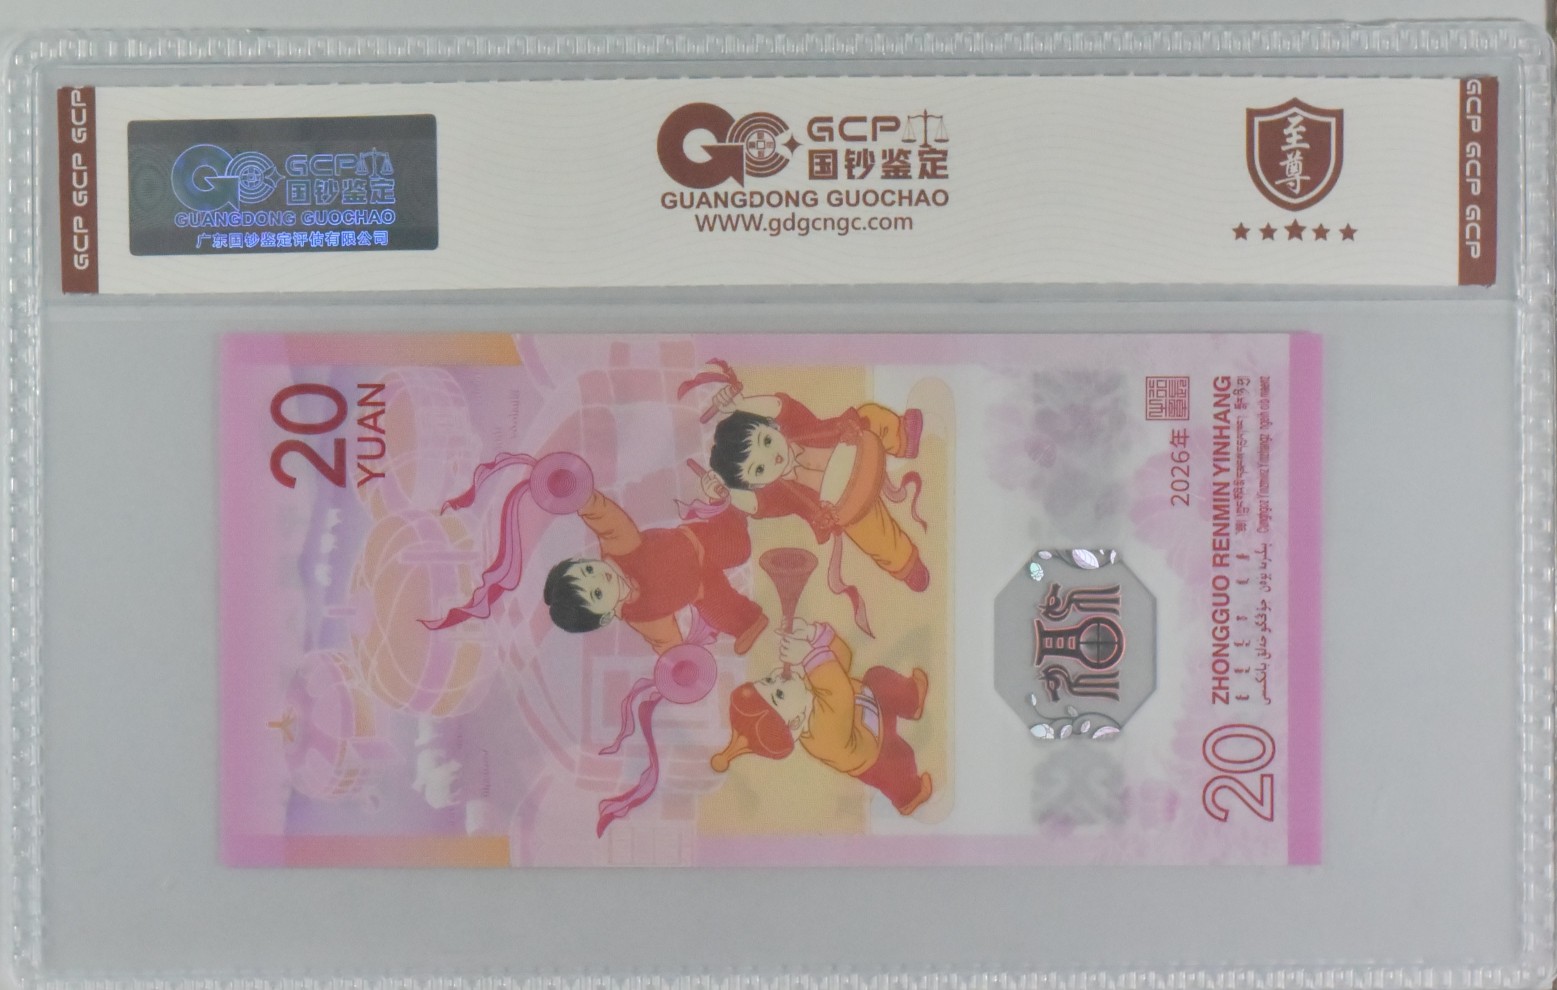 GCP GCP GCP
GCP
国钞鉴定
GUANGDONG GUOCHAO
广东国钞鉴定评估有限公司
GCP
国钞鉴定
GUANGDONG GUOCHAO
WWW.gdgcngc.com
至尊
GCP GCP GCP
20
YUAN
2026年
ZHONGGUO RENMIN YINHANG
20